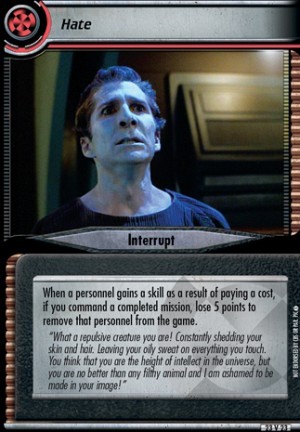 Hate
Interrupt
When a personnel gains a skill as a result of paying a cost,
if you command a completed mission, lose 5 points to
remove that personnel from the game.
"What a repulsive creature you are! Constantly shedding your
skin and hair. Leaving your oily sweat on everything you touch.
You think that you are the height of intellect in the universe, but
you are no better than any filthy animal and I am ashamed to be
made in your image!"
23 V 23